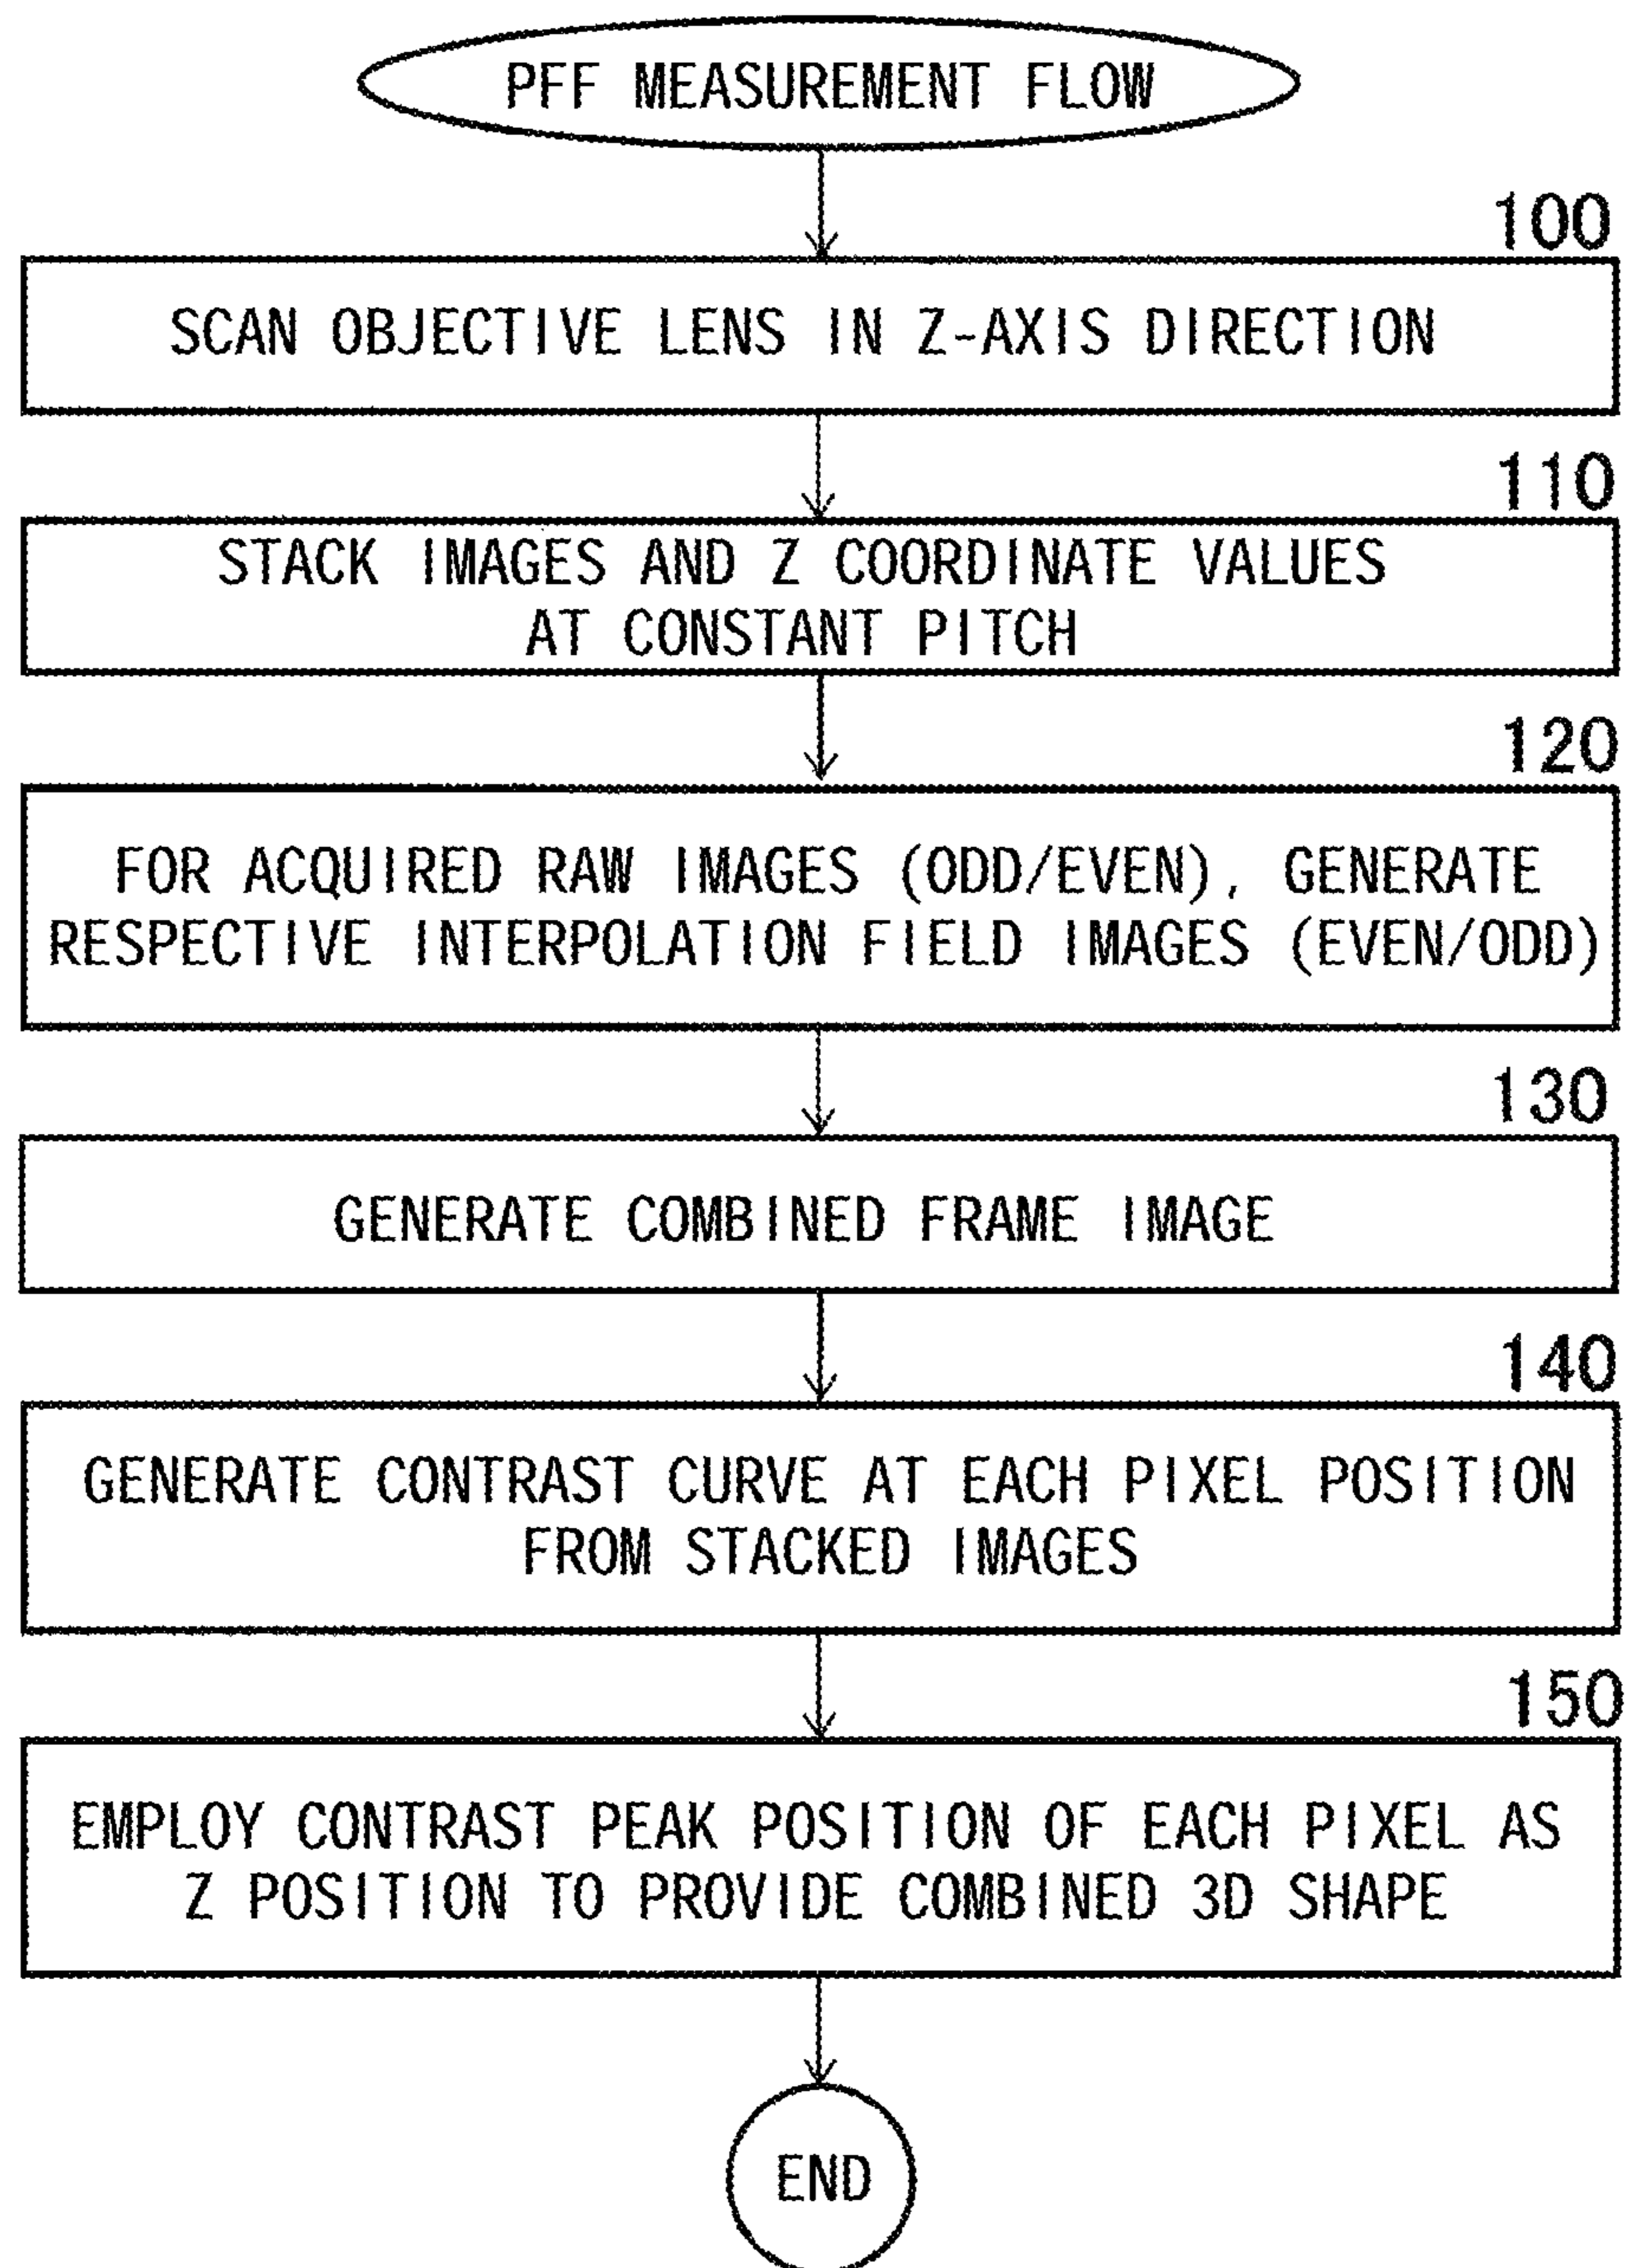 PFF MEASUREMENT FLOW
100
SCAN OBJECTIVE LENS IN Z-AXIS DIRECTION
110
STACK IMAGES AND Z COORDINATE VALUES
AT CONSTANT PITCH
120
FOR ACQUIRED RAW IMAGES (ODD/EVEN), GENERATE
RESPECTIVE INTERPOLATION FIELD IMAGES (EVEN/ODD)
130
GENERATE COMBINED FRAME IMAGE
140
GENERATE CONTRAST CURVE AT EACH PIXEL POSITION
FROM STACKED IMAGES
150
EMPLOY CONTRAST PEAK POSITION OF EACH PIXEL AS
Z POSITION TO PROVIDE COMBINED 3D SHAPE
END